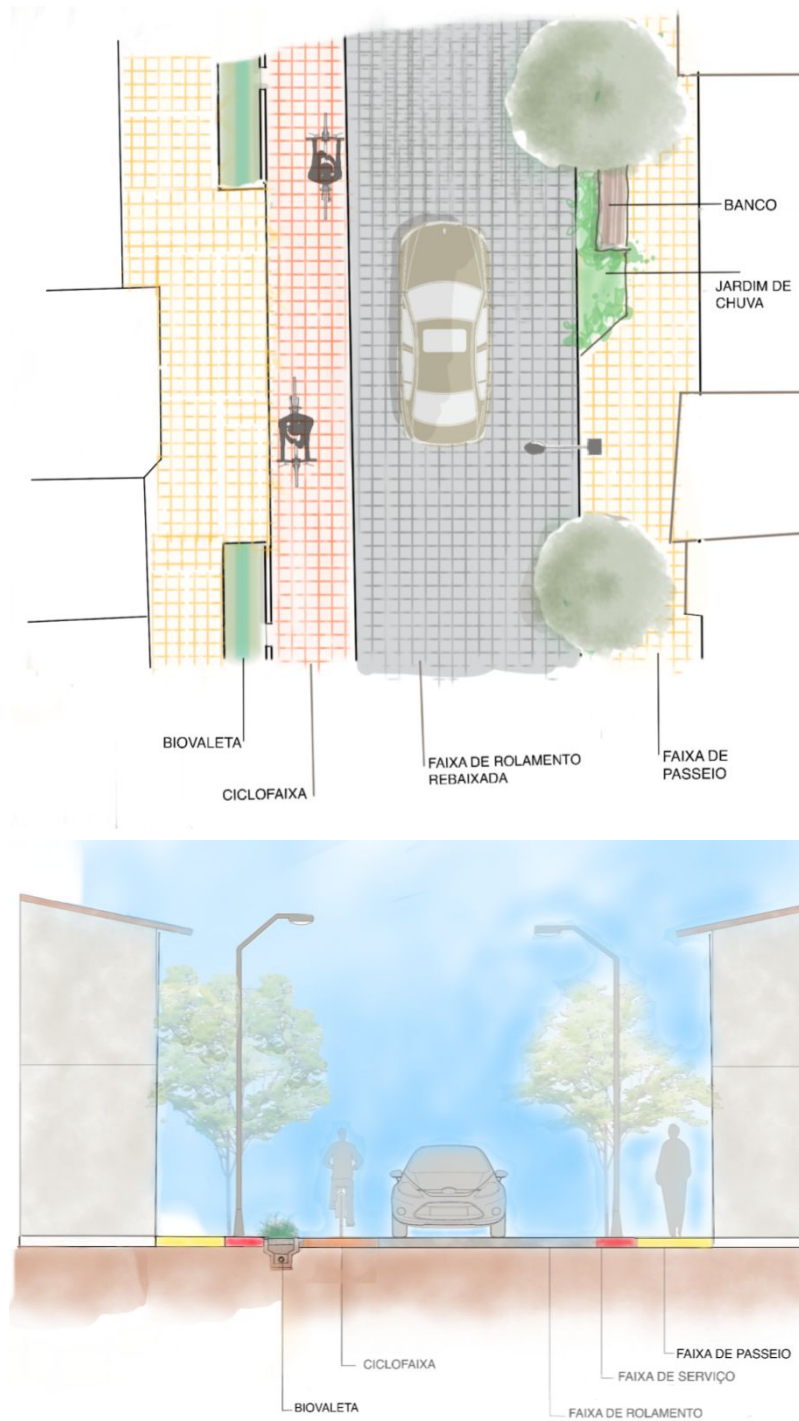 BANCO
JARDIM DE
CHUVA
BIOVALETA
CICLOFAIXA
FAIXA DE ROLAMENTO
REBAIXADA
FAIXA DE
PASSEIO
FAIXA DE PASSEIO
CICLOFAIXA
FAIXA DE SERVIÇO
BIOVALETA
FAIXA DE ROLAMENTO